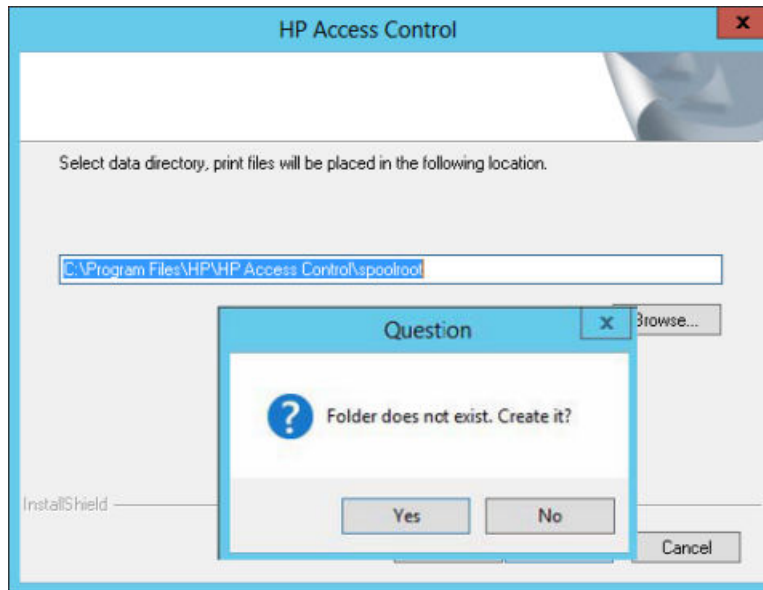 HP Access Control
x
Select data directory, print files will be placed in the following location.
C:\Program Files\HP\HP Access Control\spoolroot
Browse...
Question
x
Folder does not exist. Create it?
Yes
No
InstallShield
Cancel